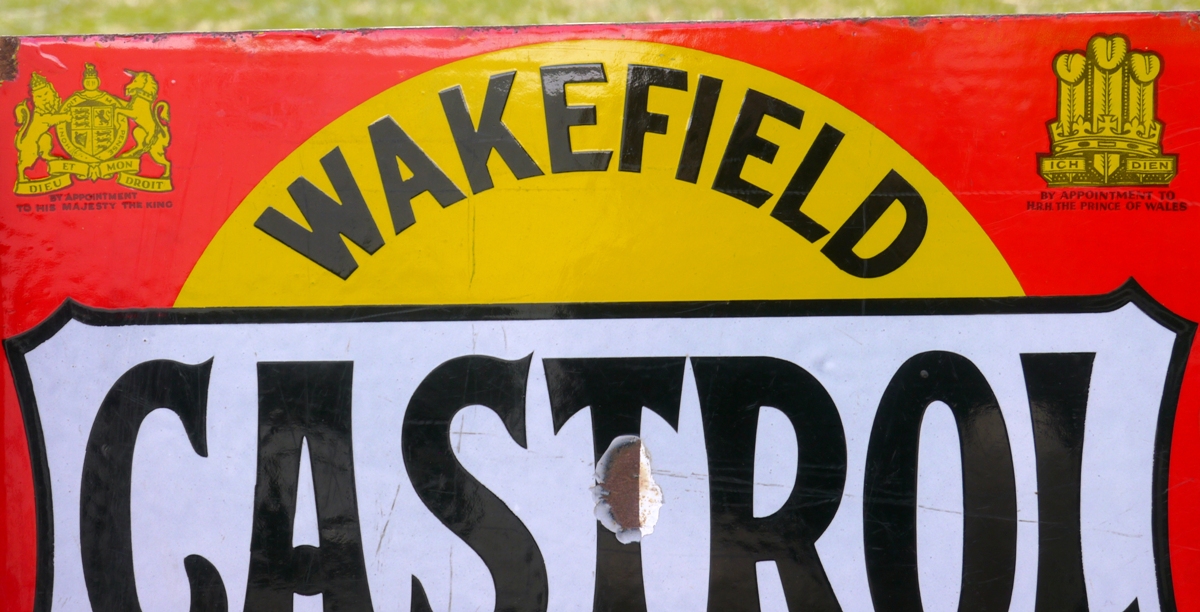 WAKEFIELD
ET MON
DIEU DROIT
BY APPOINTMENT
TO HIS MAJESTY THE KING
ICH DIEN
BY APPOINTMENT TO
H.R.H. THE PRINCE OF WALES
CASTROL